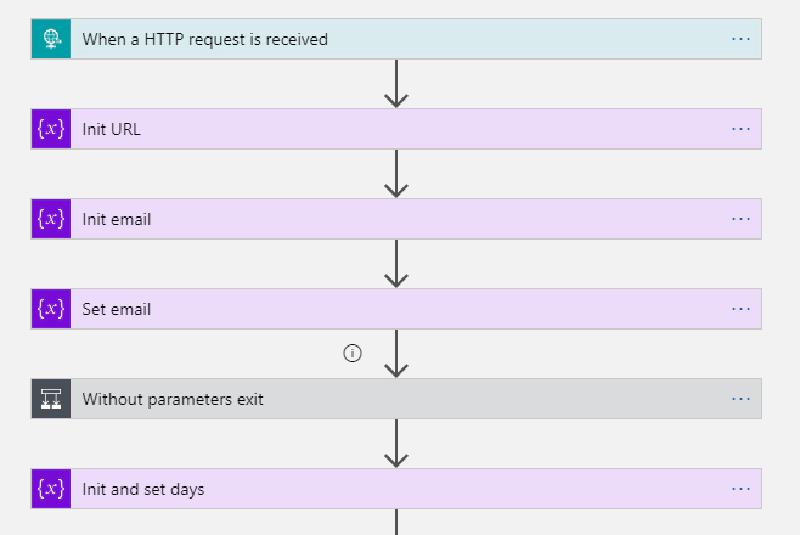 When a HTTP request is received
{x} Init URL
{x} Init email
{x} Set email
i
Without parameters exit
{x} Init and set days